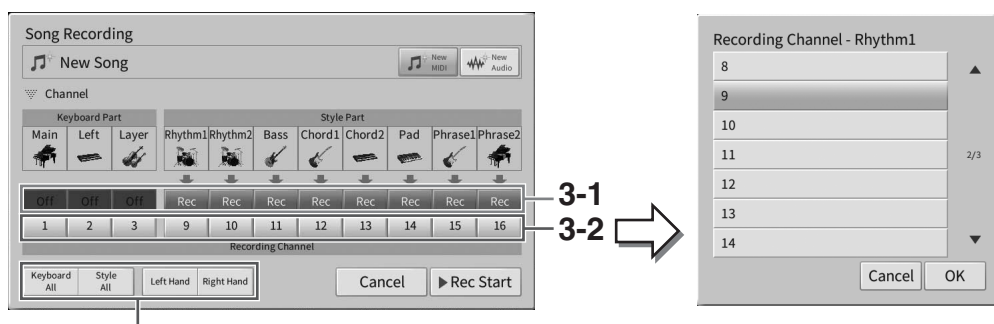 Song Recording
New Song
New MIDI
New Audio
Channel
Keyboard Part
Style Part
Main Left Layer Rhythm1 Rhythm2 Bass Chord1 Chord2 Pad Phrase1 Phrase2
Off Off Off Rec Rec Rec Rec Rec Rec Rec Rec
3-1
1 2 3 9 10 11 12 13 14 15 16
3-2
Recording Channel
Keyboard All
Style All
Left Hand
Right Hand
Cancel
Rec Start
Recording Channel - Rhythm1
8
9
10
11
2/3
12
13
14
Cancel
OK